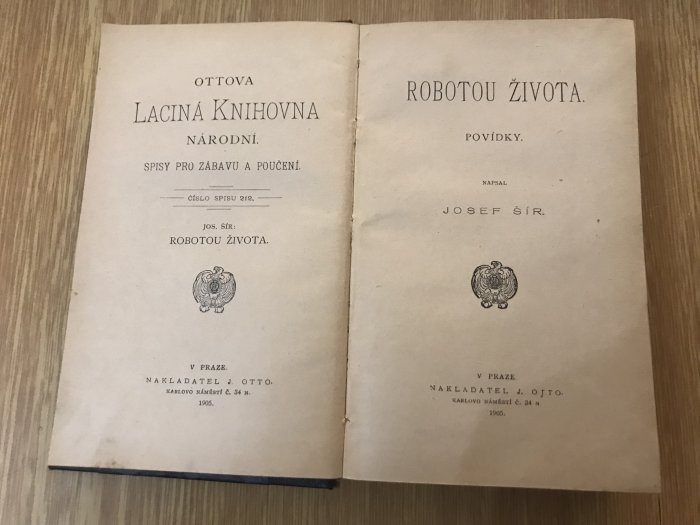 OTTOVA
LACINÁ KNIHOVNA
NÁRODNÍ.
SPISY PRO ZÁBAVU A POUČENÍ.
ČÍSLO SPISU 212.
JOS. ŠÍR:
ROBOTOU ŽIVOTA.
V PRAZE.
NAKLADATEL J. OTTO.
KARLOVO NÁMĚSTÍ Č. 34 N.
1905.
ROBOTOU ŽIVOTA.
POVÍDKY.
NAPSAL
JOSEF ŠÍR.
V PRAZE
NAKLADATEL J. OTTO.
KARLOVO NÁMĚSTÍ Č. 34 N
1905.